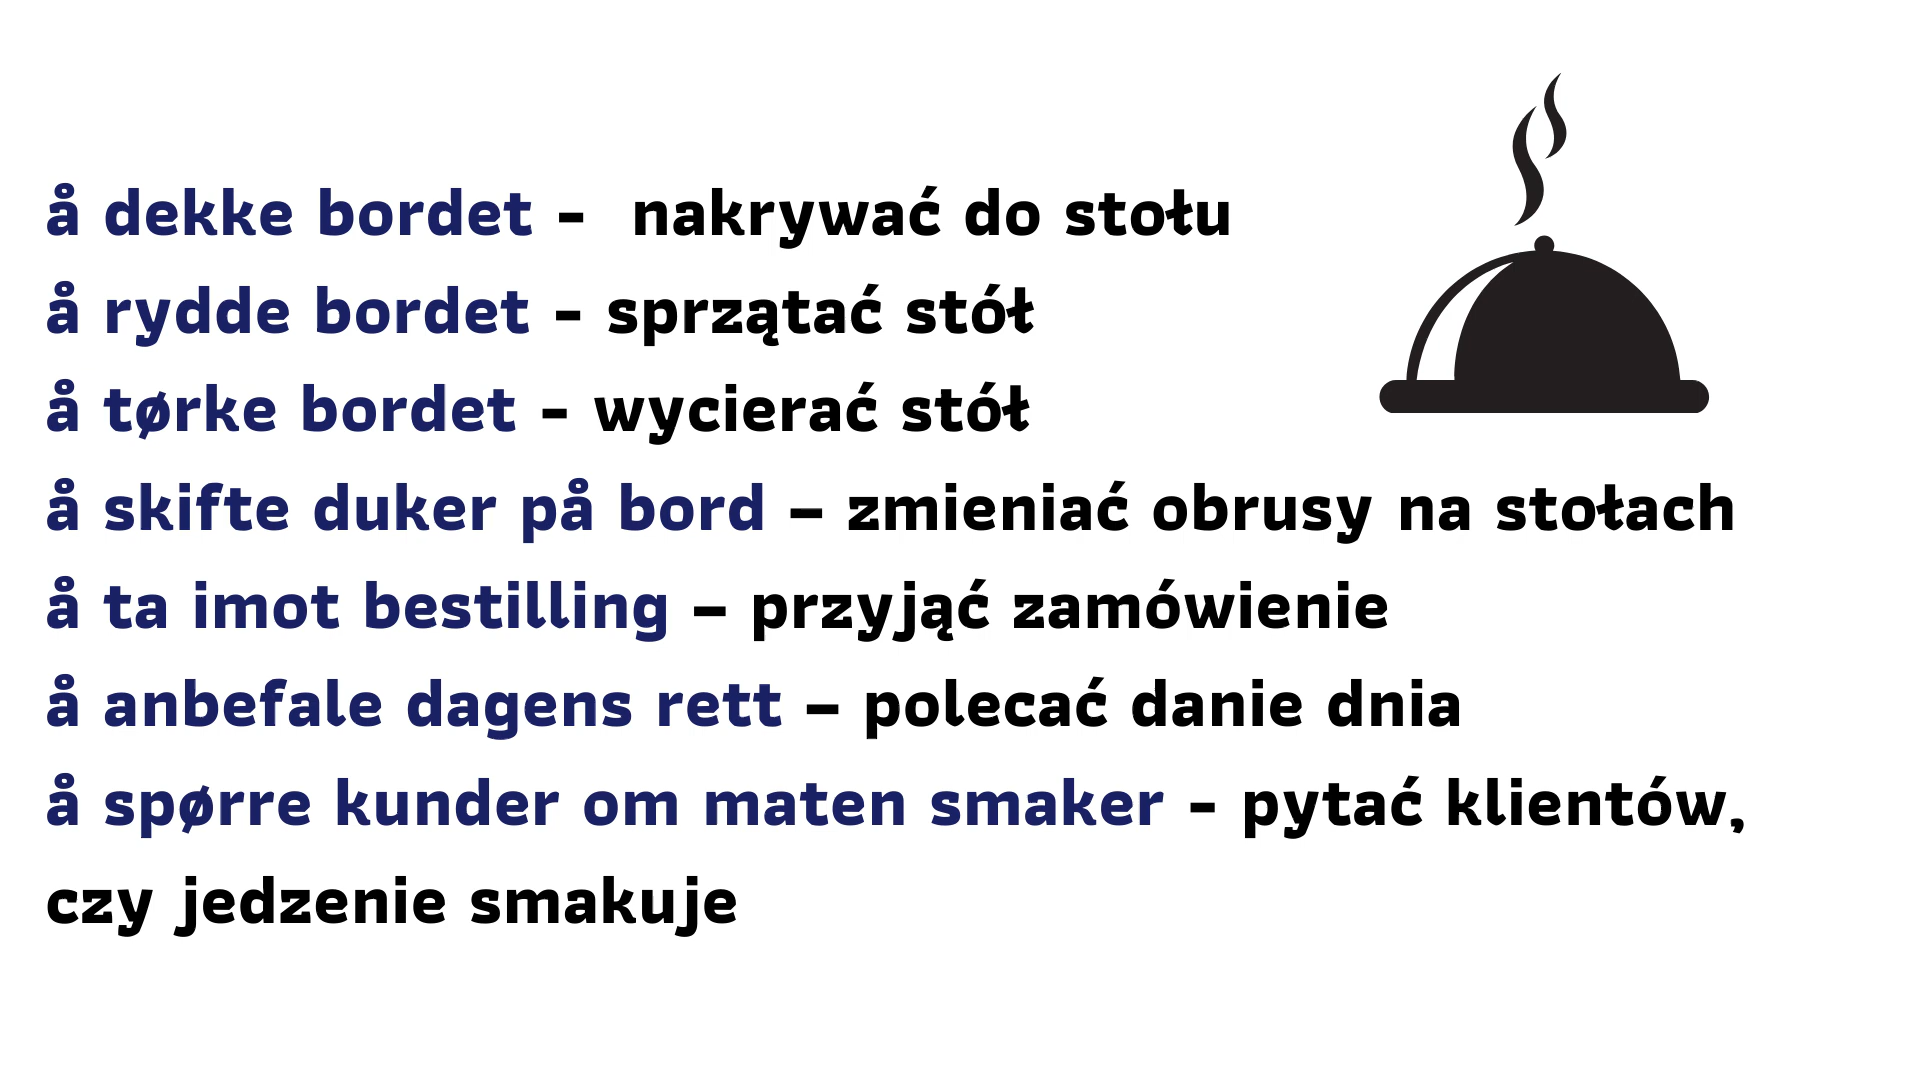 å dekke bordet - nakrywać do stołu
å rydde bordet - sprzątać stół
å tørke bordet - wycierać stół
å skifte duker på bord – zmieniać obrusy na stołach
å ta imot bestilling – przyjąć zamówienie
å anbefale dagens rett – polecać danie dnia
å spørre kunder om maten smaker - pytać klientów,
czy jedzenie smakuje